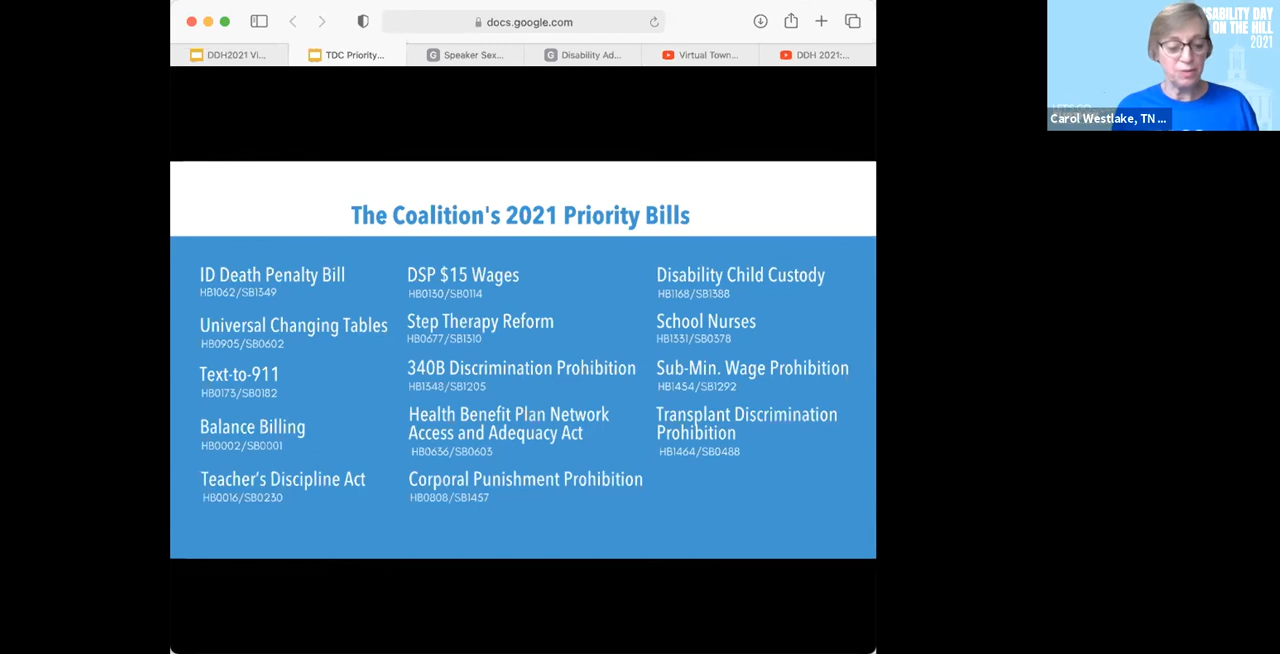 docs.google.com
DDH2021 Vi...
TDC Priority...
Speaker Sex...
Disability Ad...
Virtual Town...
DDH 2021:...
SABILITY DAY
ON THE HILL
2021
Carol Westlake, TN ...
The Coalition's 2021 Priority Bills
ID Death Penalty Bill
HB1062/SB1349
Universal Changing Tables
HB0905/SB0602
Text-to-911
HB0173/SB0182
Balance Billing
HB0002/SB0001
Teacher's Discipline Act
HB0016/SB0230
DSP $15 Wages
HB0130/SB0114
Step Therapy Reform
HB0677/SB1310
340B Discrimination Prohibition
HB1348/SB1205
Health Benefit Plan Network
Access and Adequacy Act
HB0636/SB0603
Corporal Punishment Prohibition
HB0808/SB1457
Disability Child Custody
HB1168/SB1388
School Nurses
HB1331/SB0378
Sub-Min. Wage Prohibition
HB1454/SB1292
Transplant Discrimination
Prohibition
HB1464/SB0488